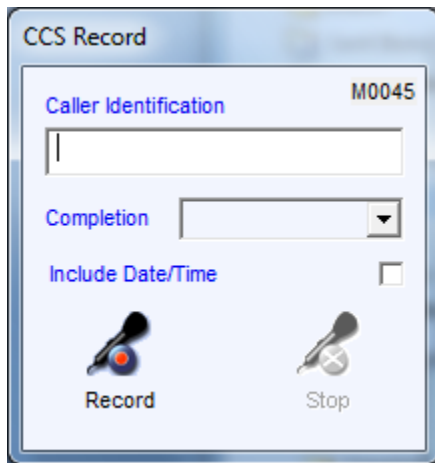 CCS Record
M0045
Caller Identification
Completion
Include Date/Time
Record Stop